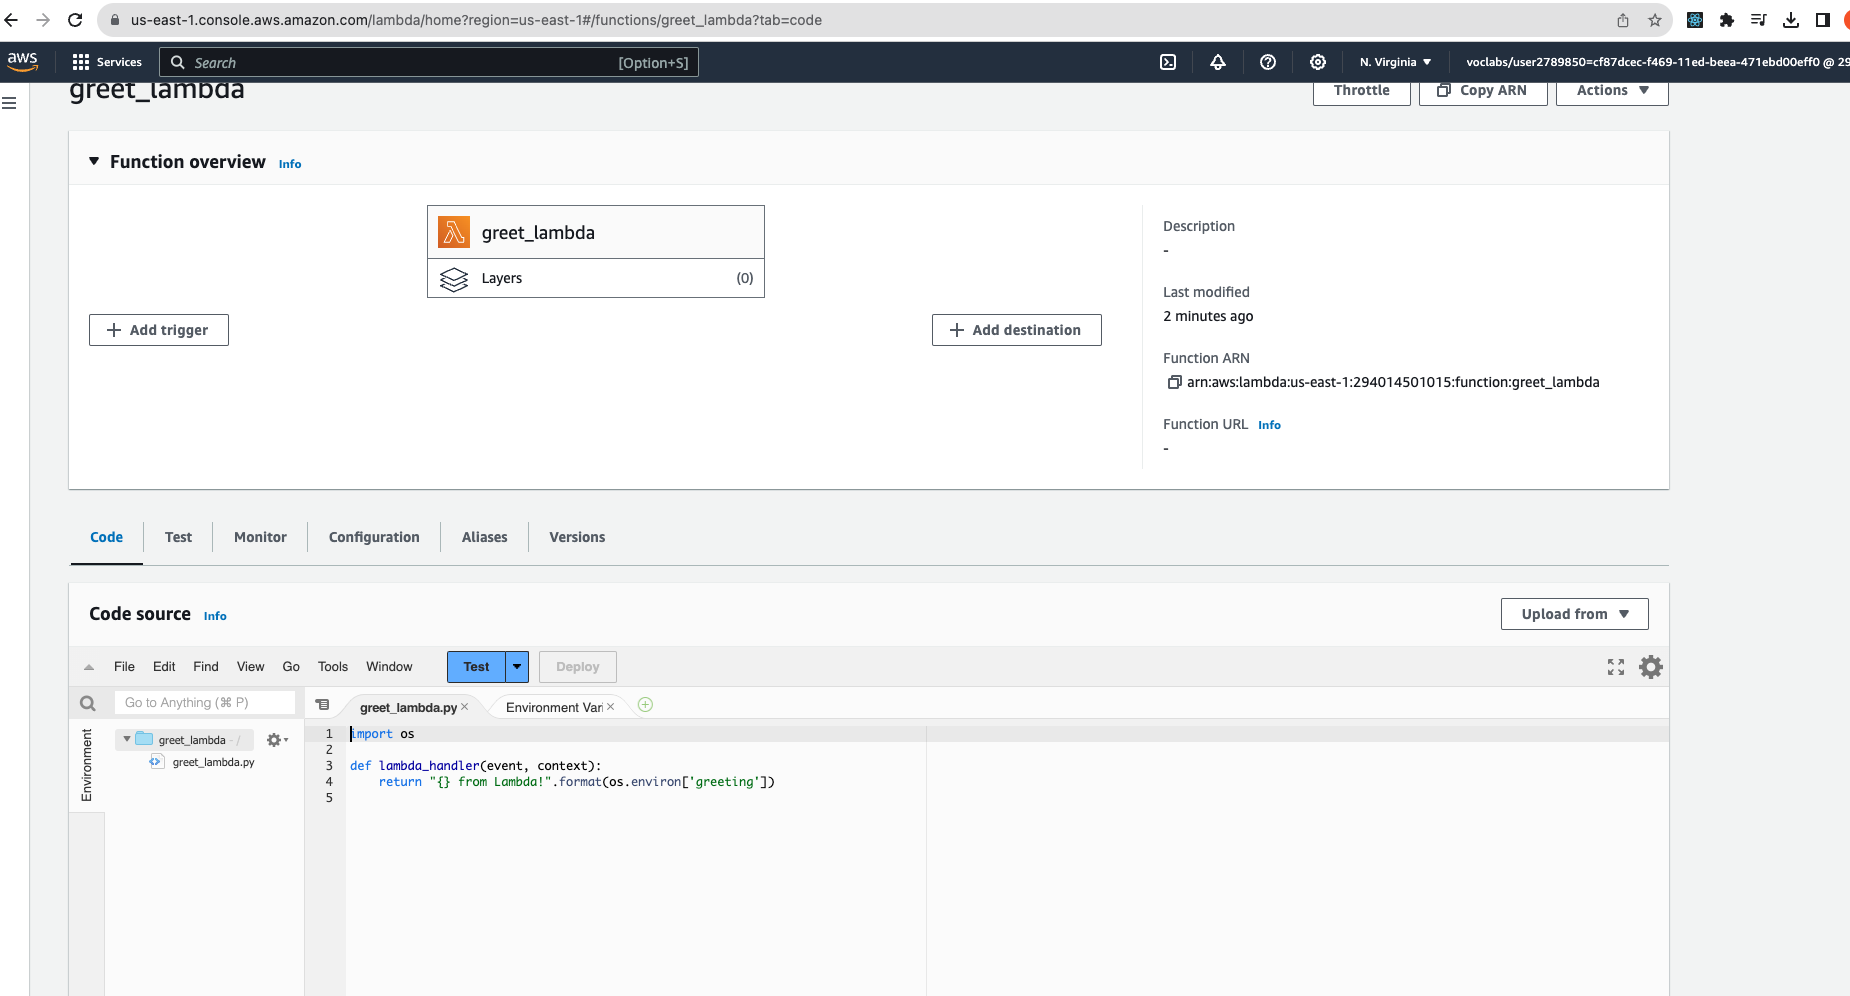 us-east-1.console.aws.amazon.com/lambda/home?region=us-east-1#/functions/greet_lambda?tab=code
aws
Services
Search
[Option+S]
N. Virginia
voclabs/user2789850=cf87dcec-f469-11ed-beea-471ebd00eff0 @ 29
greet_lambda
Throttle
Copy ARN
Actions
Function overview
Info
greet_lambda
Layers
(0)
Add trigger
Add destination
Description
-
Last modified
2 minutes ago
Function ARN
arn:aws:lambda:us-east-1:294014501015:function:greet_lambda
Function URL Info
-
Code
Test
Monitor
Configuration
Aliases
Versions
Code source
Info
Upload from
File
Edit
Find
View
Go
Tools
Window
Test
Deploy
Go to Anything (⌘ P)
greet_lambda.py
Environment Vari
Environment
greet_lambda - /
greet_lambda.py
1 import os
2
3 def lambda_handler(event, context):
4 return "{} from Lambda!".format(os.environ['greeting'])
5